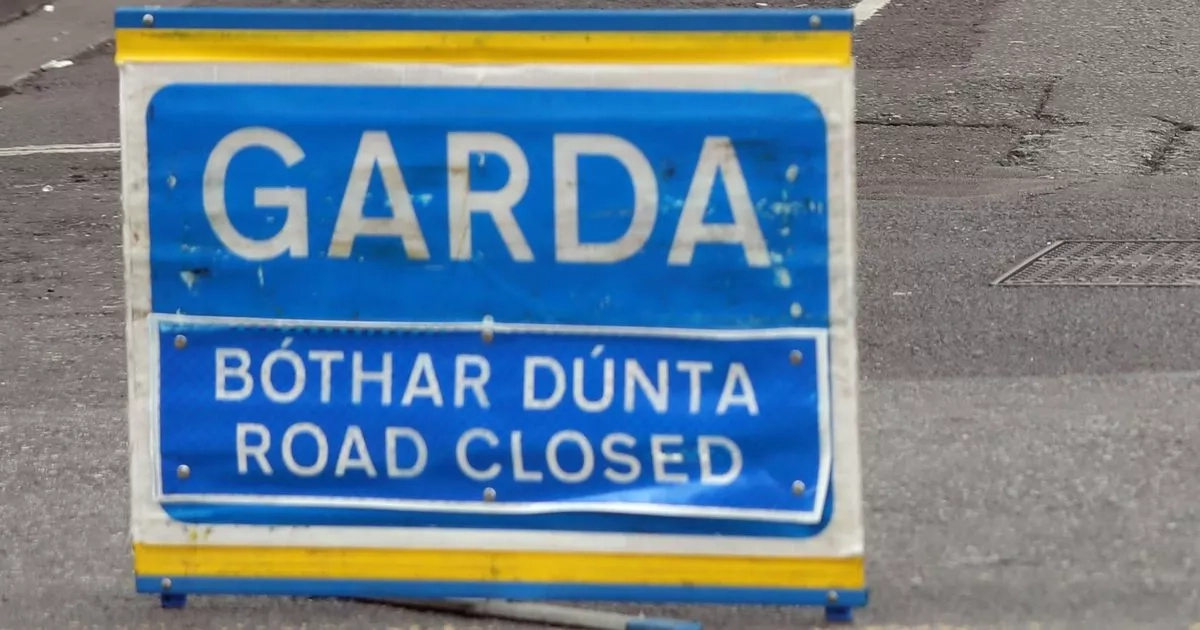 GARDA
BÓTHAR DÚNTA
ROAD CLOSED